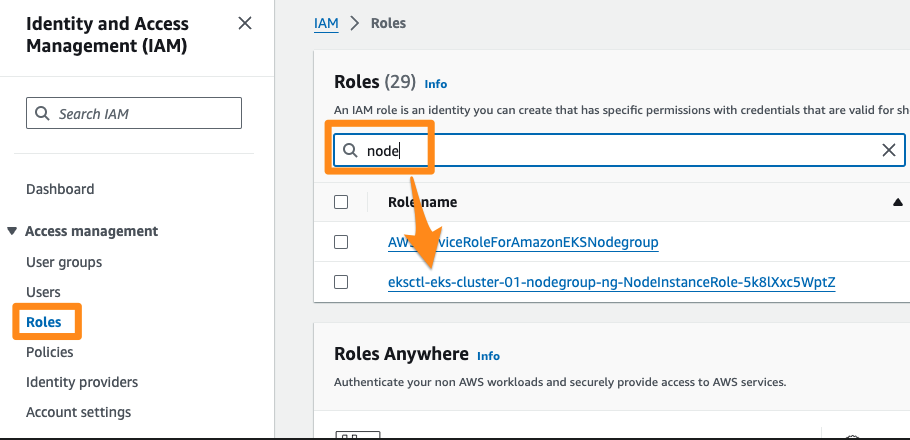 Identity and Access
Management (IAM)
Search IAM
Dashboard
Access management
User groups
Users
Roles
Policies
Identity providers
Account settings
IAM > Roles
Roles (29) Info
An IAM role is an identity you can create that has specific permissions with credentials that are valid for sh
node
Role name
AWSServiceRoleForAmazonEKSNodegroup
eksctl-eks-cluster-01-nodegroup-ng-NodeInstanceRole-5k8lXxc5WptZ
Roles Anywhere Info
Authenticate your non AWS workloads and securely provide access to AWS services.